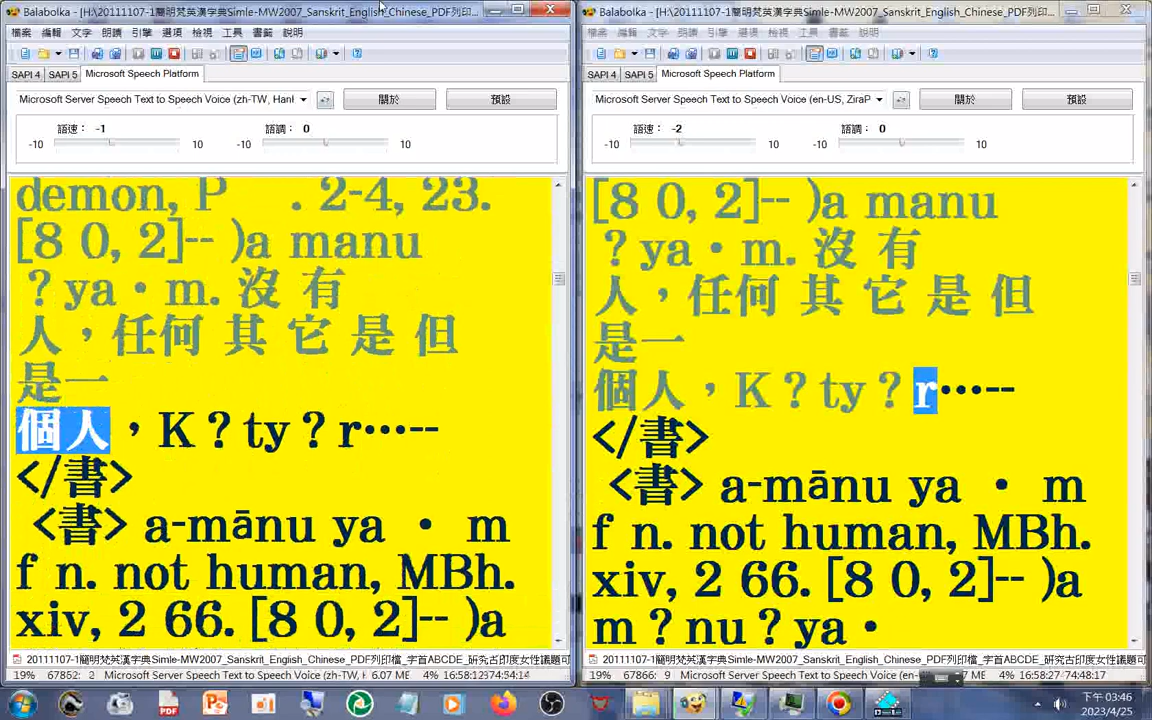 Balabolka - [H:\20111107-1簡明梵英漢字典Simle-MW2007_Sanskrit_English_Chinese_PDF列印...
檔案 編輯 文字 朗讀 引擎 選項 檢視 工具 書籤 說明
SAPI 4 SAPI 5 Microsoft Speech Platform
Microsoft Server Speech Text to Speech Voice (zh-TW, Hanl 關於 預設
語速： -1 語調： 0
-10 10 -10 10
demon, P . 2-4, 23.
[8 0, 2]-- )a manu
？ya・m. 沒 有
人，任何 其 它 是 但
是一
個人，K？ty？r…--
</書>
<書> a-mānu ya ・ m
f n. not human, MBh.
xiv, 2 66. [8 0, 2]-- )a
20111107-1簡明梵英漢字典Simle-MW2007_Sanskrit_English_Chinese_PDF列印檔_字首ABCDE_研究古印度女性議題可
19% 67852: 2 Microsoft Server Speech Text to Speech Voice (zh-TW, 6.07 MB 4% 16:58:12374:54:14
Balabolka - [H:\20111107-1簡明梵英漢字典Simle-MW2007_Sanskrit_English_Chinese_PDF列印...
檔案 編輯 文字 朗讀 引擎 選項 檢視 工具 書籤 說明
SAPI 4 SAPI 5 Microsoft Speech Platform
Microsoft Server Speech Text to Speech Voice (en-US, ZiraP 關於 預設
語速： -2 語調： 0
-10 10 -10 10
[8 0, 2]-- )a manu
？ya・m. 沒 有
人，任何 其 它 是 但
是一
個人，K？ty？r…--
</書>
<書> a-mānu ya ・ m
f n. not human, MBh.
xiv, 2 66. [8 0, 2]-- )a
m？nu？ya・
20111107-1簡明梵英漢字典Simle-MW2007_Sanskrit_English_Chinese_PDF列印檔_字首ABCDE_研究古印度女性議題可
19% 67866: 9 Microsoft Server Speech Text to Speech Voice 4% 16:58:27374:48:17
下午 03:46
2023/4/25